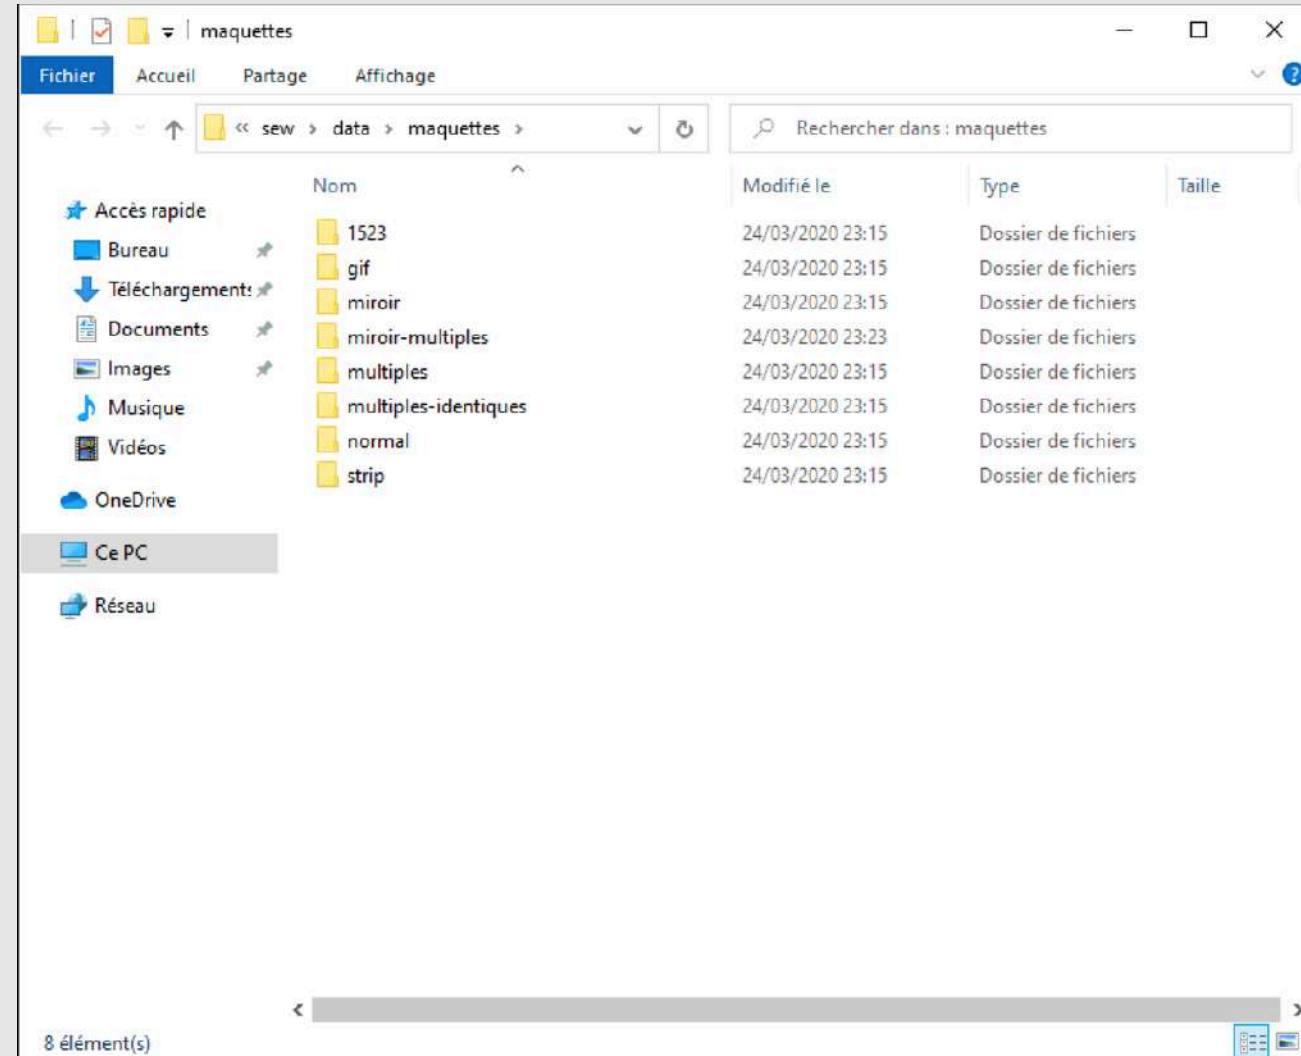 maquettes
Fichier Accueil Partage Affichage
« sew > data > maquettes > Rechercher dans : maquettes
Nom Modifié le Type Taille
Accès rapide
Bureau
Téléchargements
Documents
Images
Musique
Vidéos
OneDrive
Ce PC
Réseau
1523 24/03/2020 23:15 Dossier de fichiers
gif 24/03/2020 23:15 Dossier de fichiers
miroir 24/03/2020 23:15 Dossier de fichiers
miroir-multiples 24/03/2020 23:23 Dossier de fichiers
multiples 24/03/2020 23:15 Dossier de fichiers
multiples-identiques 24/03/2020 23:15 Dossier de fichiers
normal 24/03/2020 23:15 Dossier de fichiers
strip 24/03/2020 23:15 Dossier de fichiers
8 élément(s)